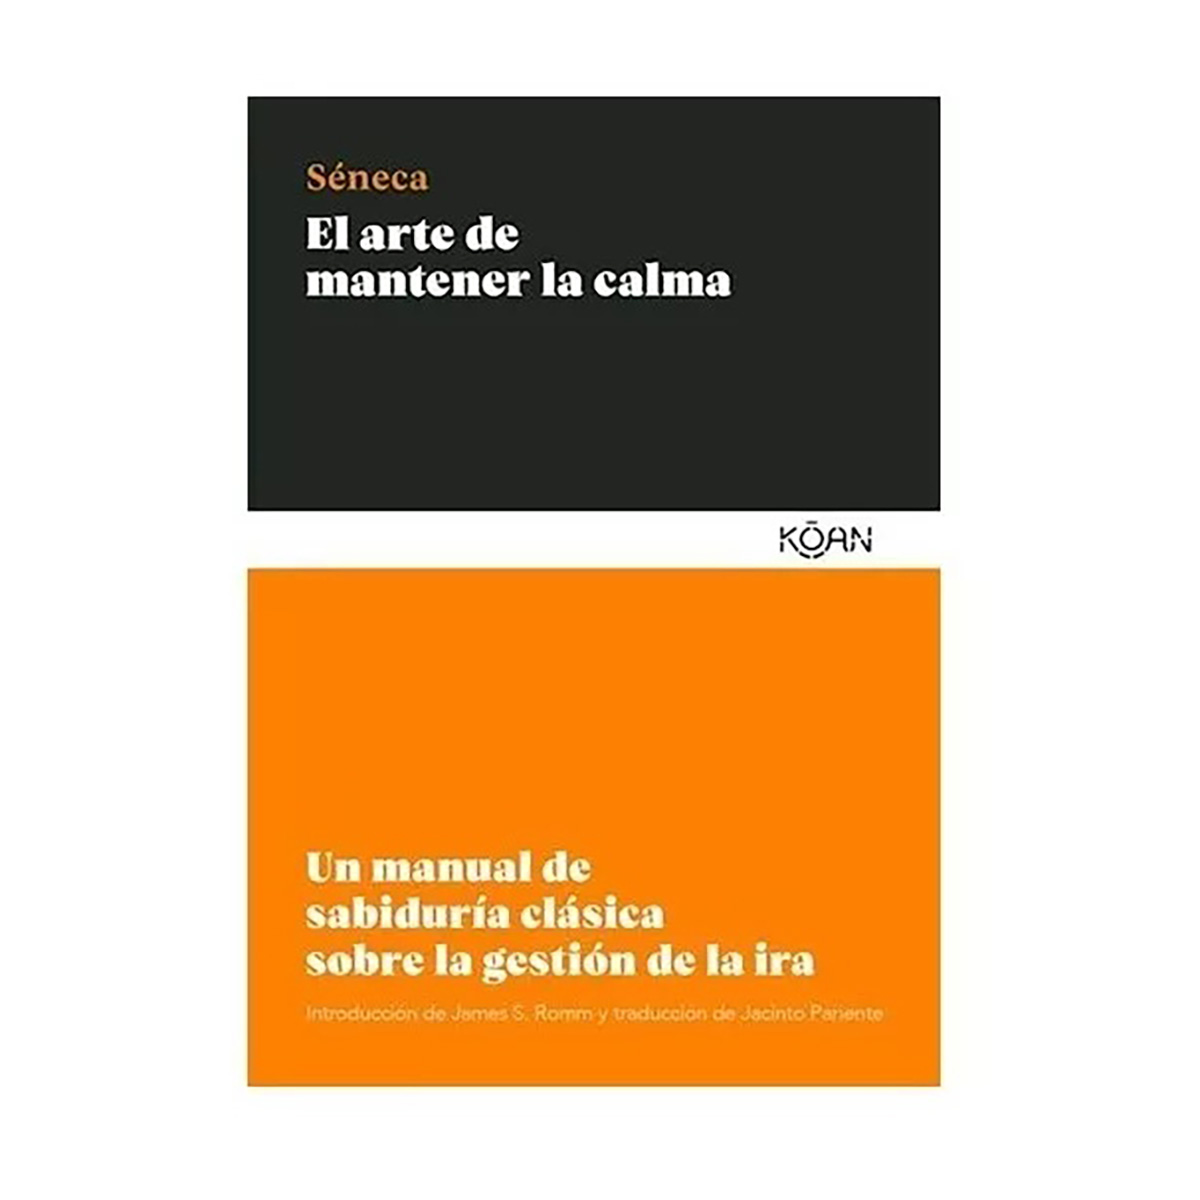 Séneca
El arte de
mantener la calma
KŌAN
Un manual de
sabiduría clásica
sobre la gestión de la ira
Introducción de James S. Romm y traducción de Jacinto Pariente